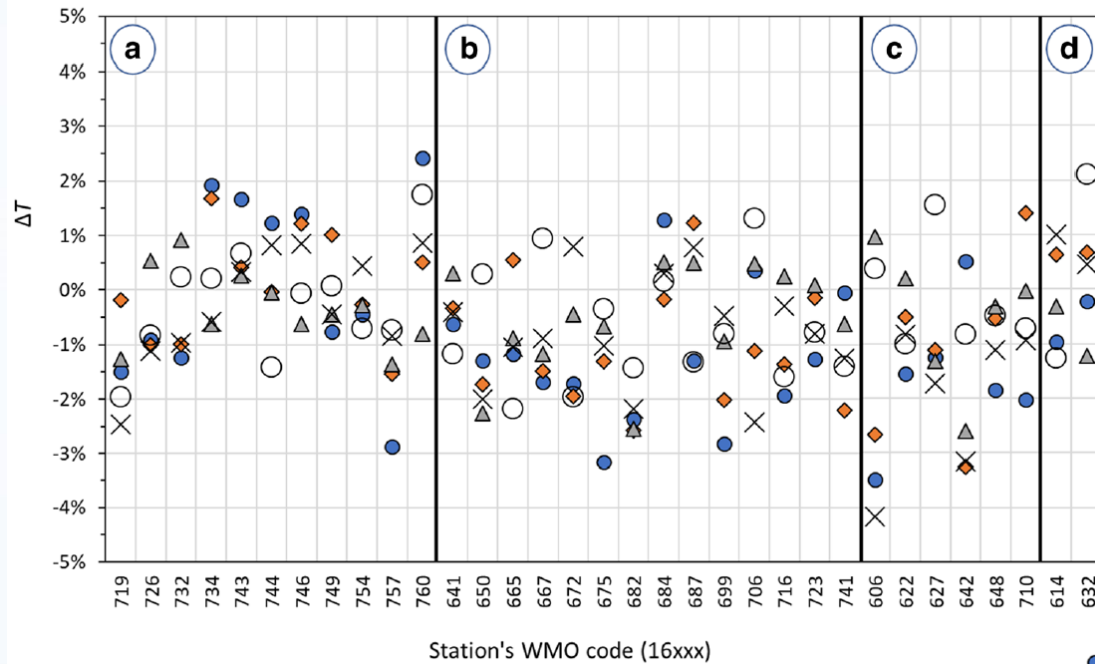 5%
a
b
c
d
4%
3%
2%
ΔT
1%
0%
-1%
-2%
-3%
-4%
-5%
719 726 732 734 743 744 746 749 754 757 760 641 650 665 667 672 675 682 684 687 699 706 716 723 741 606 622 627 642 648 710 614 632
Station's WMO code (16xxx)